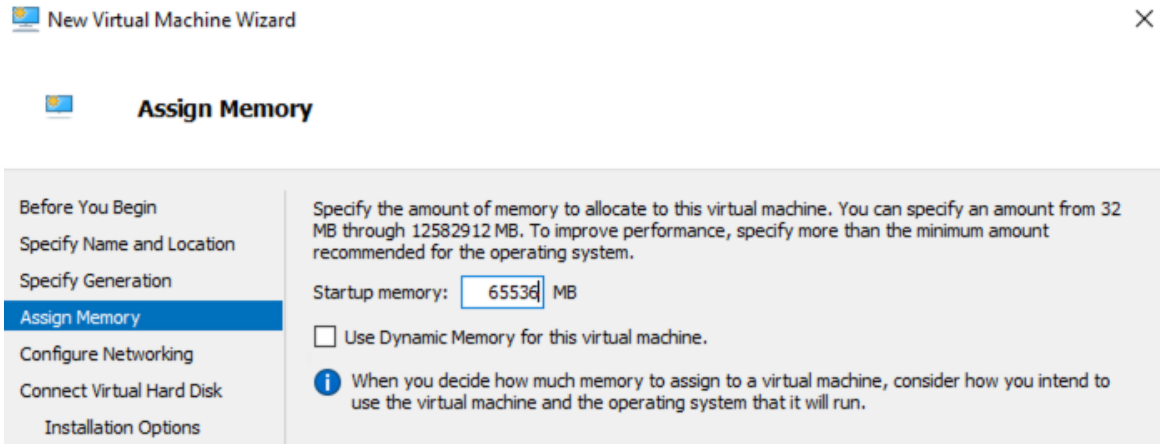 New Virtual Machine Wizard
Assign Memory
Before You Begin
Specify Name and Location
Specify Generation
Assign Memory
Configure Networking
Connect Virtual Hard Disk
Installation Options
Specify the amount of memory to allocate to this virtual machine. You can specify an amount from 32
MB through 12582912 MB. To improve performance, specify more than the minimum amount
recommended for the operating system.
Startup memory: 65536 MB
Use Dynamic Memory for this virtual machine.
When you decide how much memory to assign to a virtual machine, consider how you intend to
use the virtual machine and the operating system that it will run.